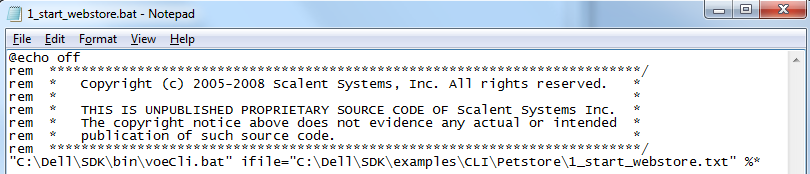 1_start_webstore.bat - Notepad
File Edit Format View Help
@echo off
rem  **************************************************************************/
rem  *   Copyright (c) 2005-2008 Scalent Systems, Inc. All rights reserved.   *
rem  *                                                                        *
rem  *   THIS IS UNPUBLISHED PROPRIETARY SOURCE CODE OF Scalent Systems Inc.  *
rem  *   The copyright notice above does not evidence any actual or intended  *
rem  *   publication of such source code.                                     *
rem  **************************************************************************/
"C:\Dell\SDK\bin\voeCli.bat" ifile="C:\Dell\SDK\examples\CLI\Petstore\1_start_webstore.txt" %*